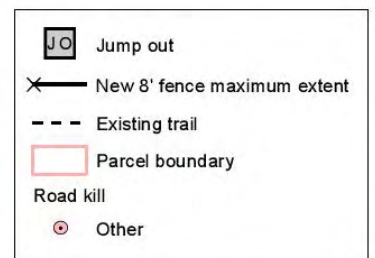 JO Jump out
New 8' fence maximum extent
Existing trail
Parcel boundary
Road kill
Other